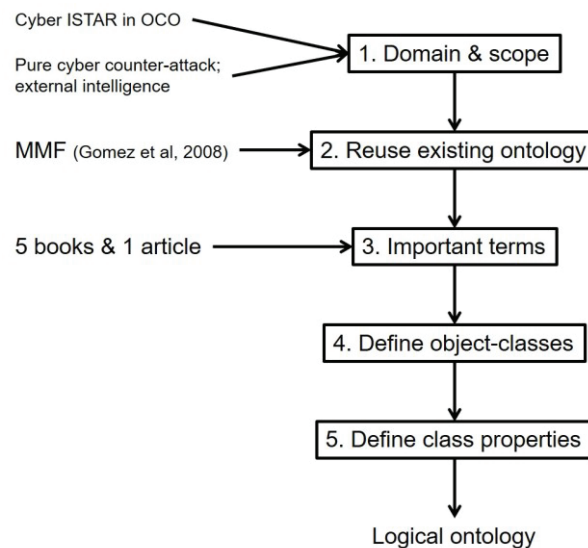 Cyber ISTAR in OCO
Pure cyber counter-attack;
external intelligence
1. Domain & scope
MMF (Gomez et al, 2008)
2. Reuse existing ontology
5 books & 1 article
3. Important terms
4. Define object-classes
5. Define class properties
Logical ontology